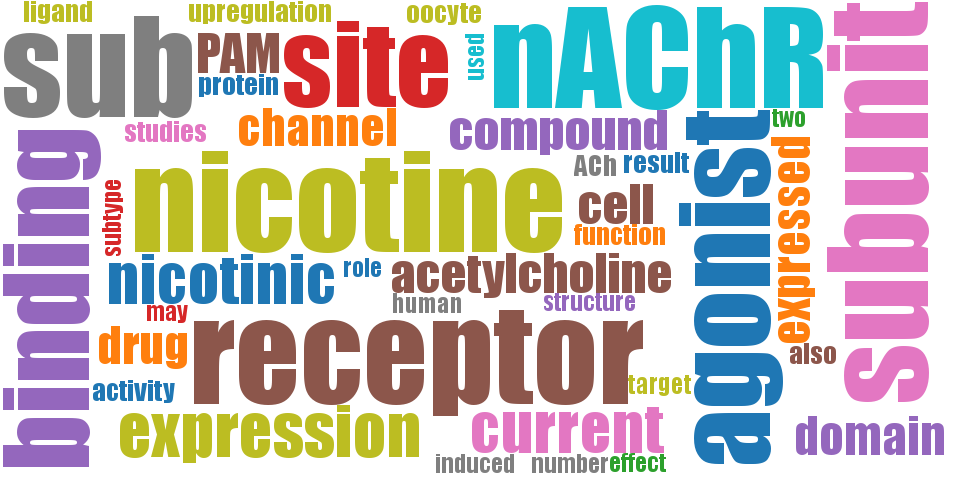 ligand
upregulation
oocyte
sub
PAM
site
used
nAChR
subunit
protein
studies
channel
compound
two
binding
agonist
nicotine
ACh
result
expressed
subtype
cell
function
nicotinic
role
acetylcholine
human
structure
may
receptor
drug
also
activity
target
expression
current
domain
induced
number
effect